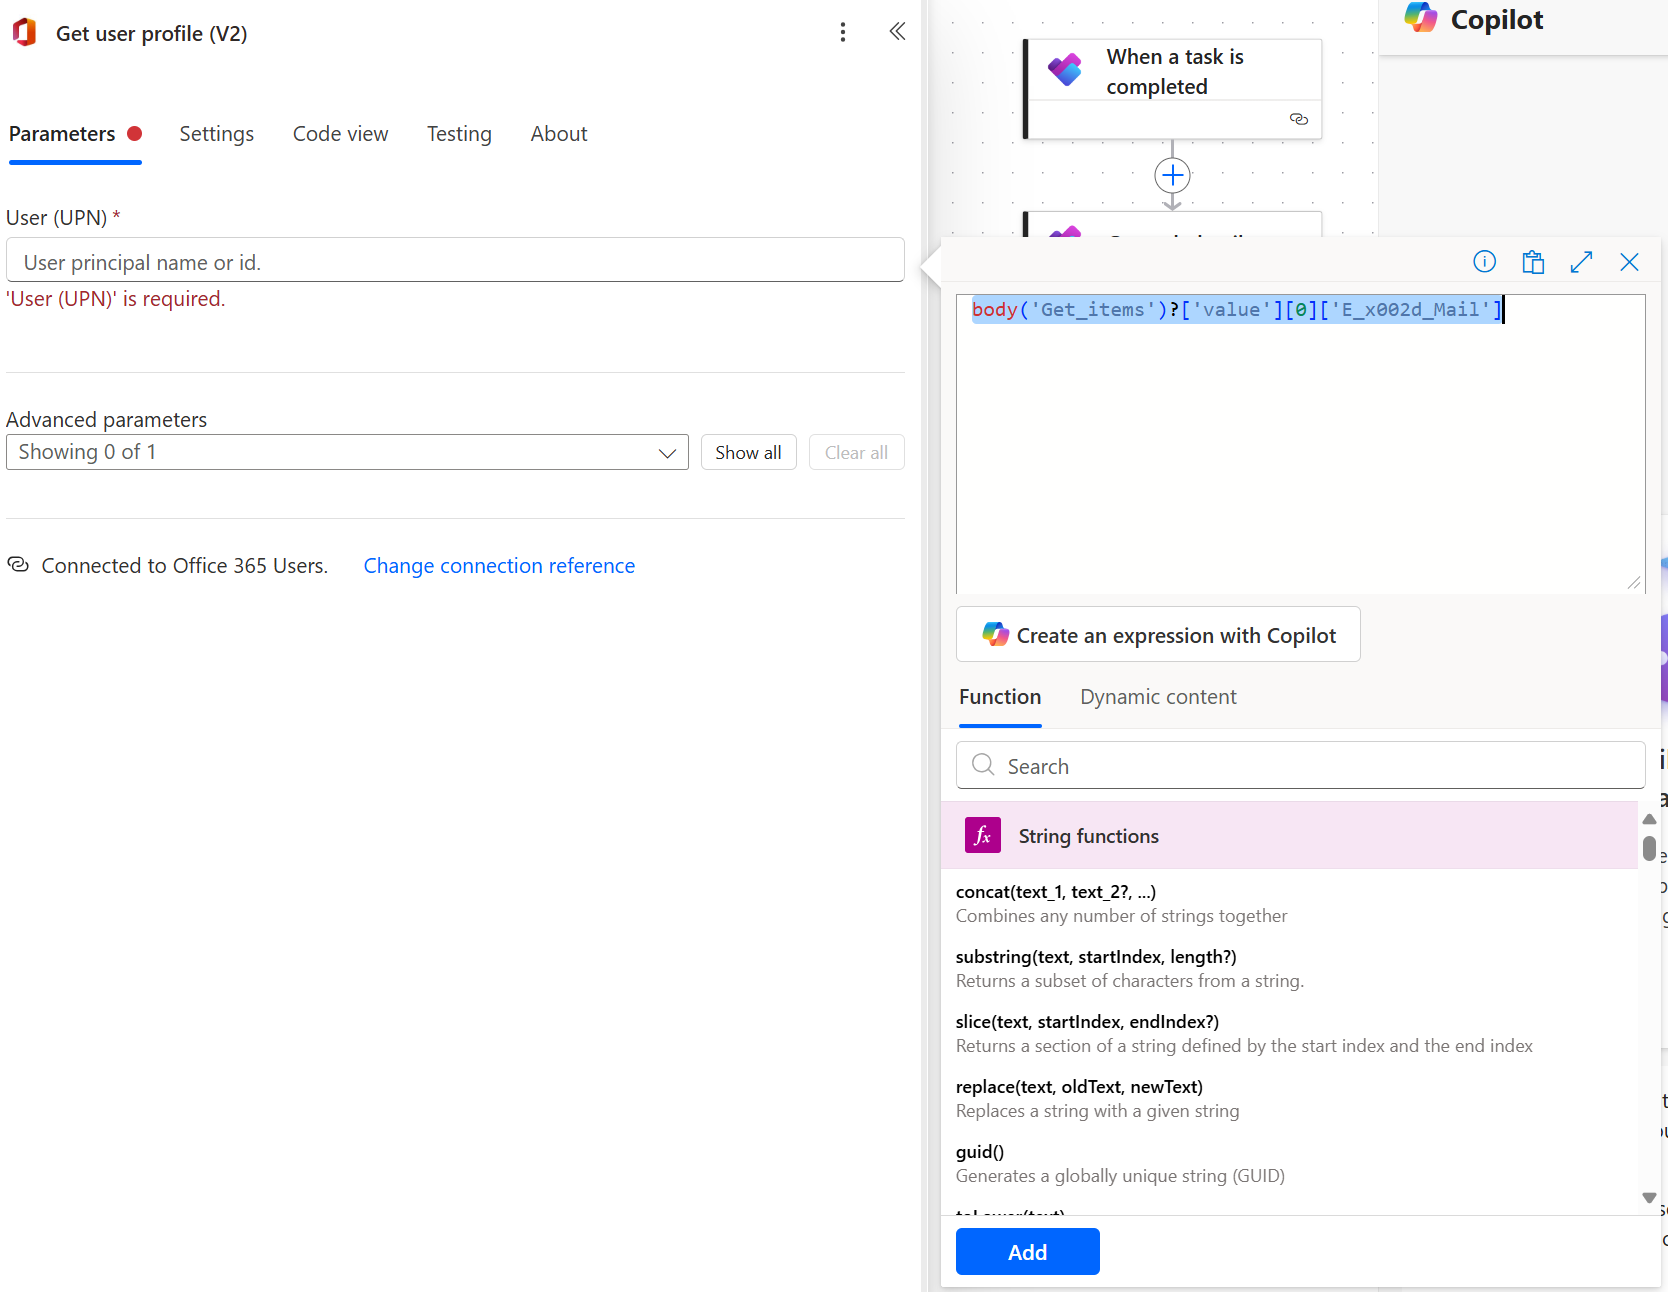 Get user profile (V2)
Parameters
Settings
Code view
Testing
About
User (UPN) *
User principal name or id.
'User (UPN)' is required.
Advanced parameters
Showing 0 of 1
Show all
Clear all
Connected to Office 365 Users.
Change connection reference
When a task is
completed
Copilot
body('Get_items')?['value'][0]['E_x002d_Mail']
Create an expression with Copilot
Function
Dynamic content
Search
fx
String functions
concat(text_1, text_2?, ...)
Combines any number of strings together
substring(text, startIndex, length?)
Returns a subset of characters from a string.
slice(text, startIndex, endIndex?)
Returns a section of a string defined by the start index and the end index
replace(text, oldText, newText)
Replaces a string with a given string
guid()
Generates a globally unique string (GUID)
toLower(text)
Add